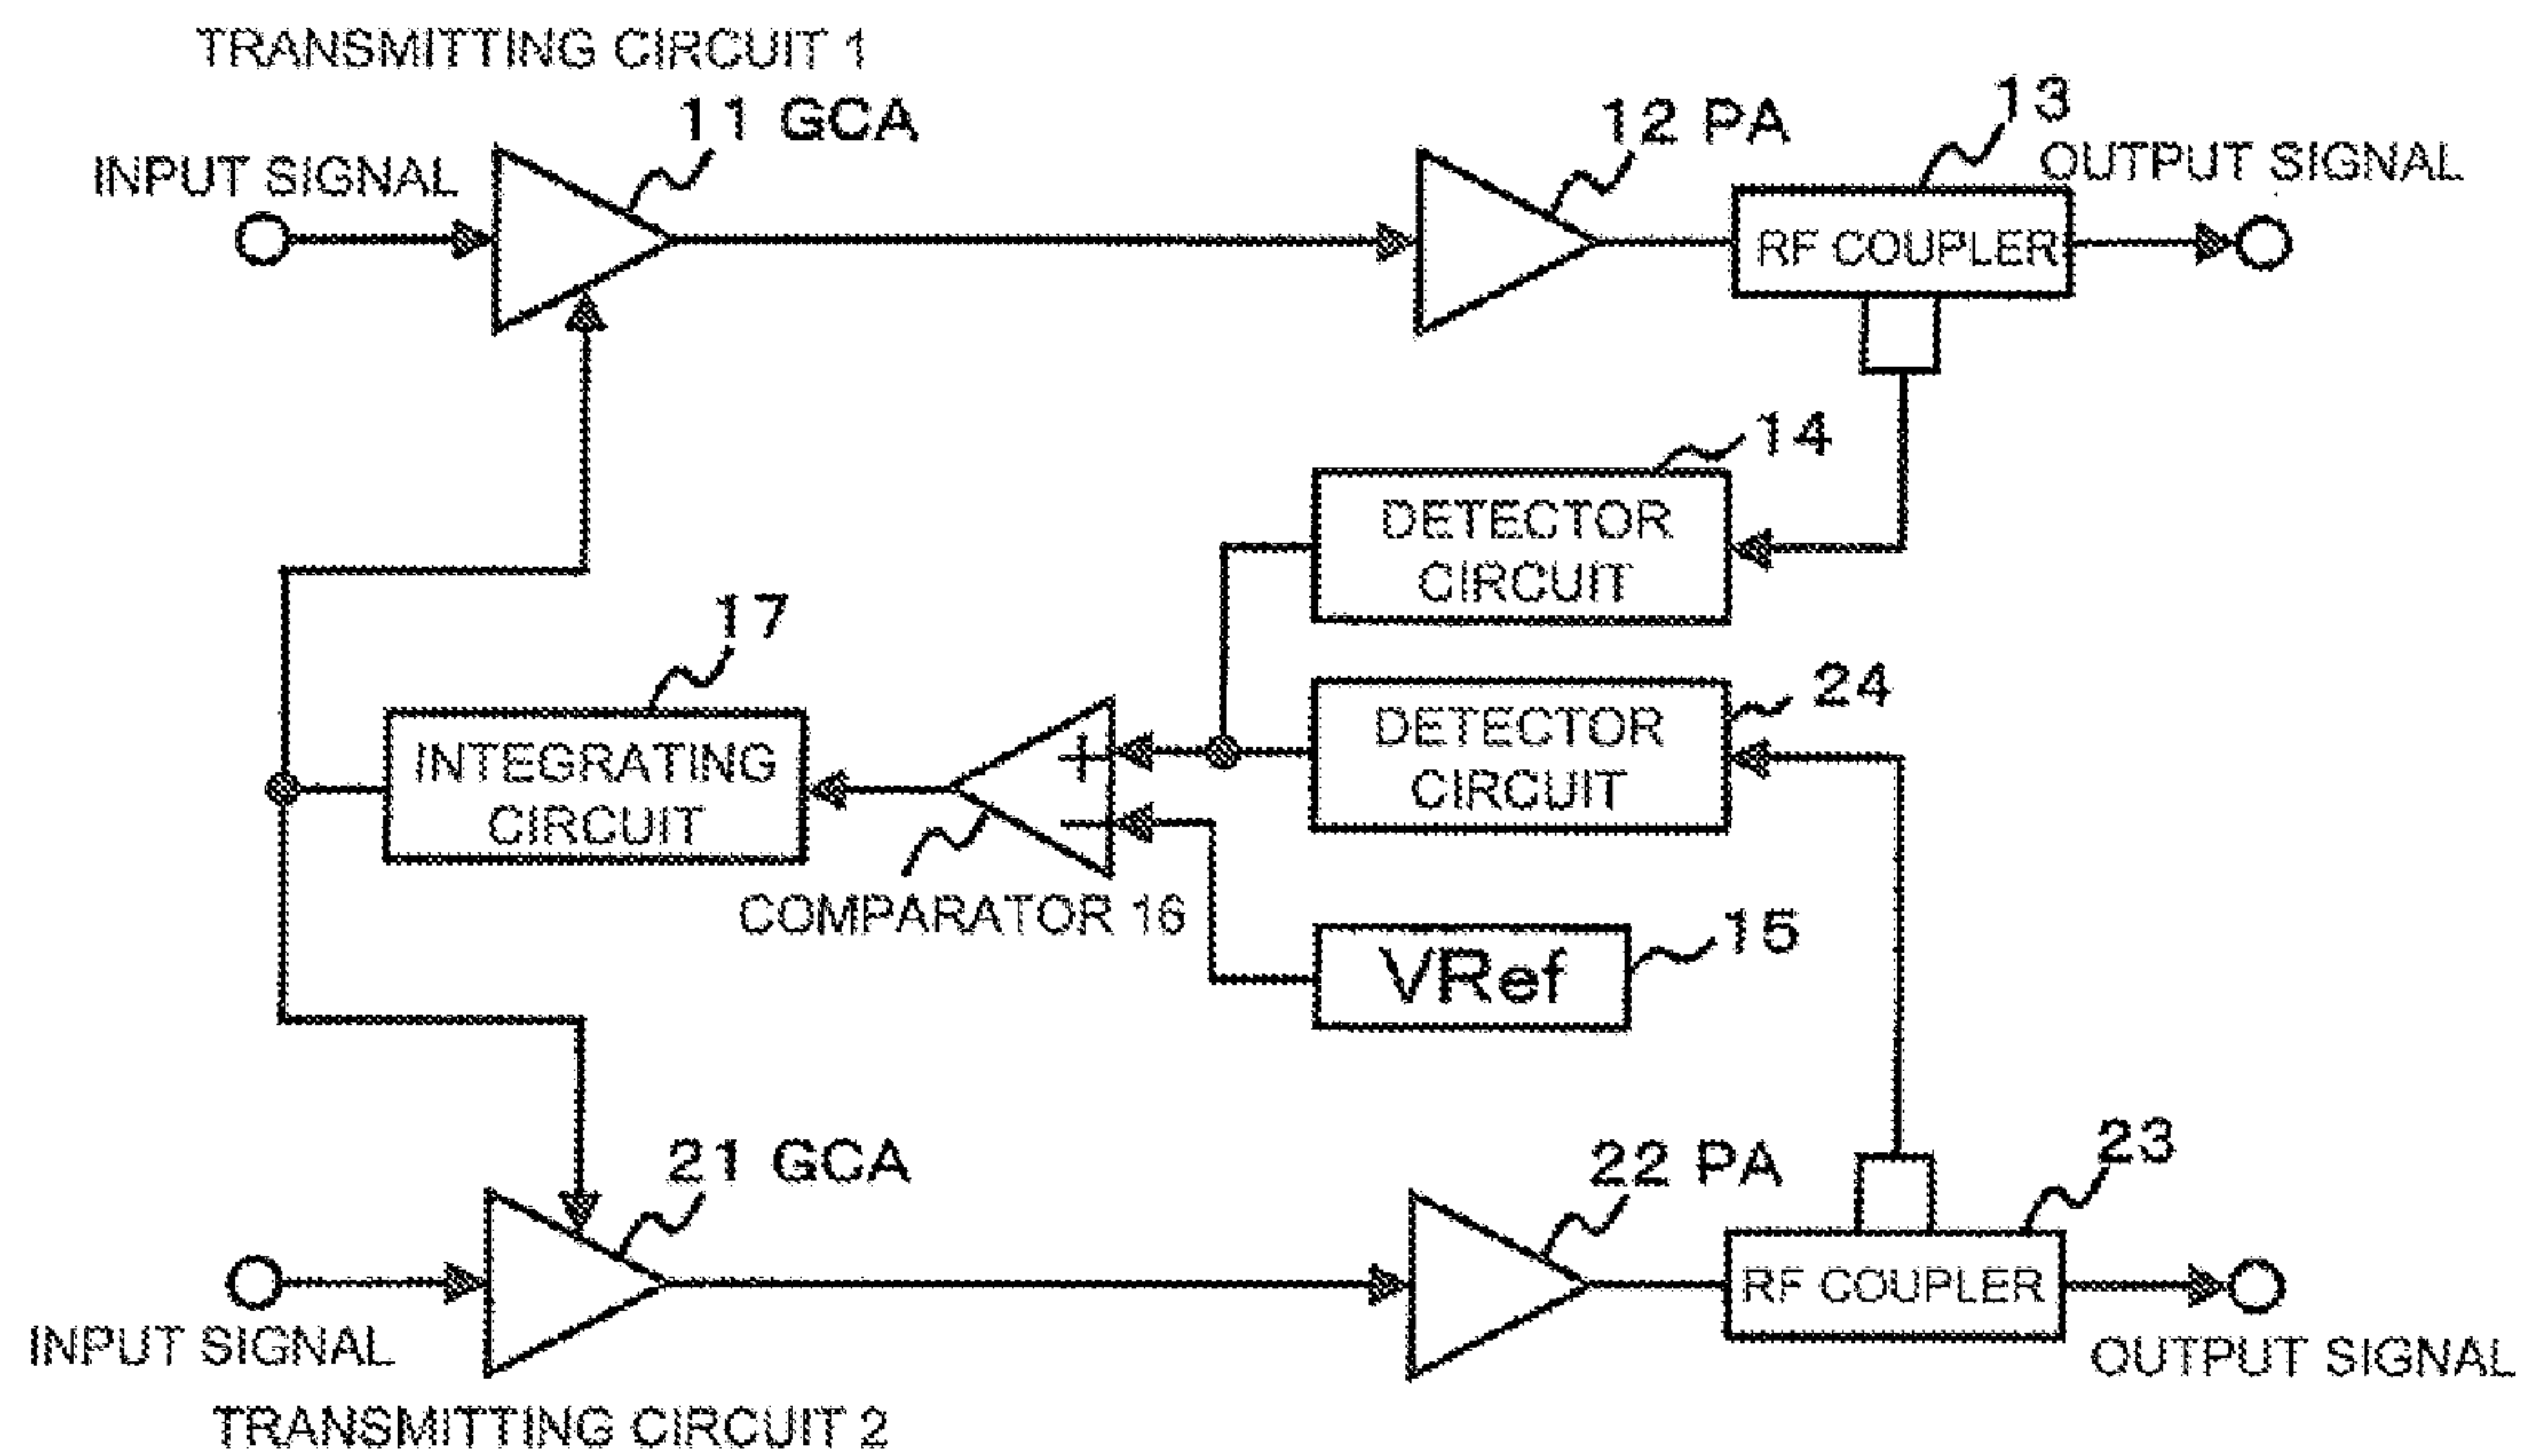 TRANSMITTING CIRCUIT 1
11 GCA
12 PA
13
INPUT SIGNAL
OUTPUT SIGNAL
RF COUPLER
14
DETECTOR
CIRCUIT
17
24
DETECTOR
CIRCUIT
INTEGRATING
CIRCUIT
+
−
COMPARATOR 16
15
VRef
21 GCA
22 PA
23
RF COUPLER
INPUT SIGNAL
OUTPUT SIGNAL
TRANSMITTING CIRCUIT 2